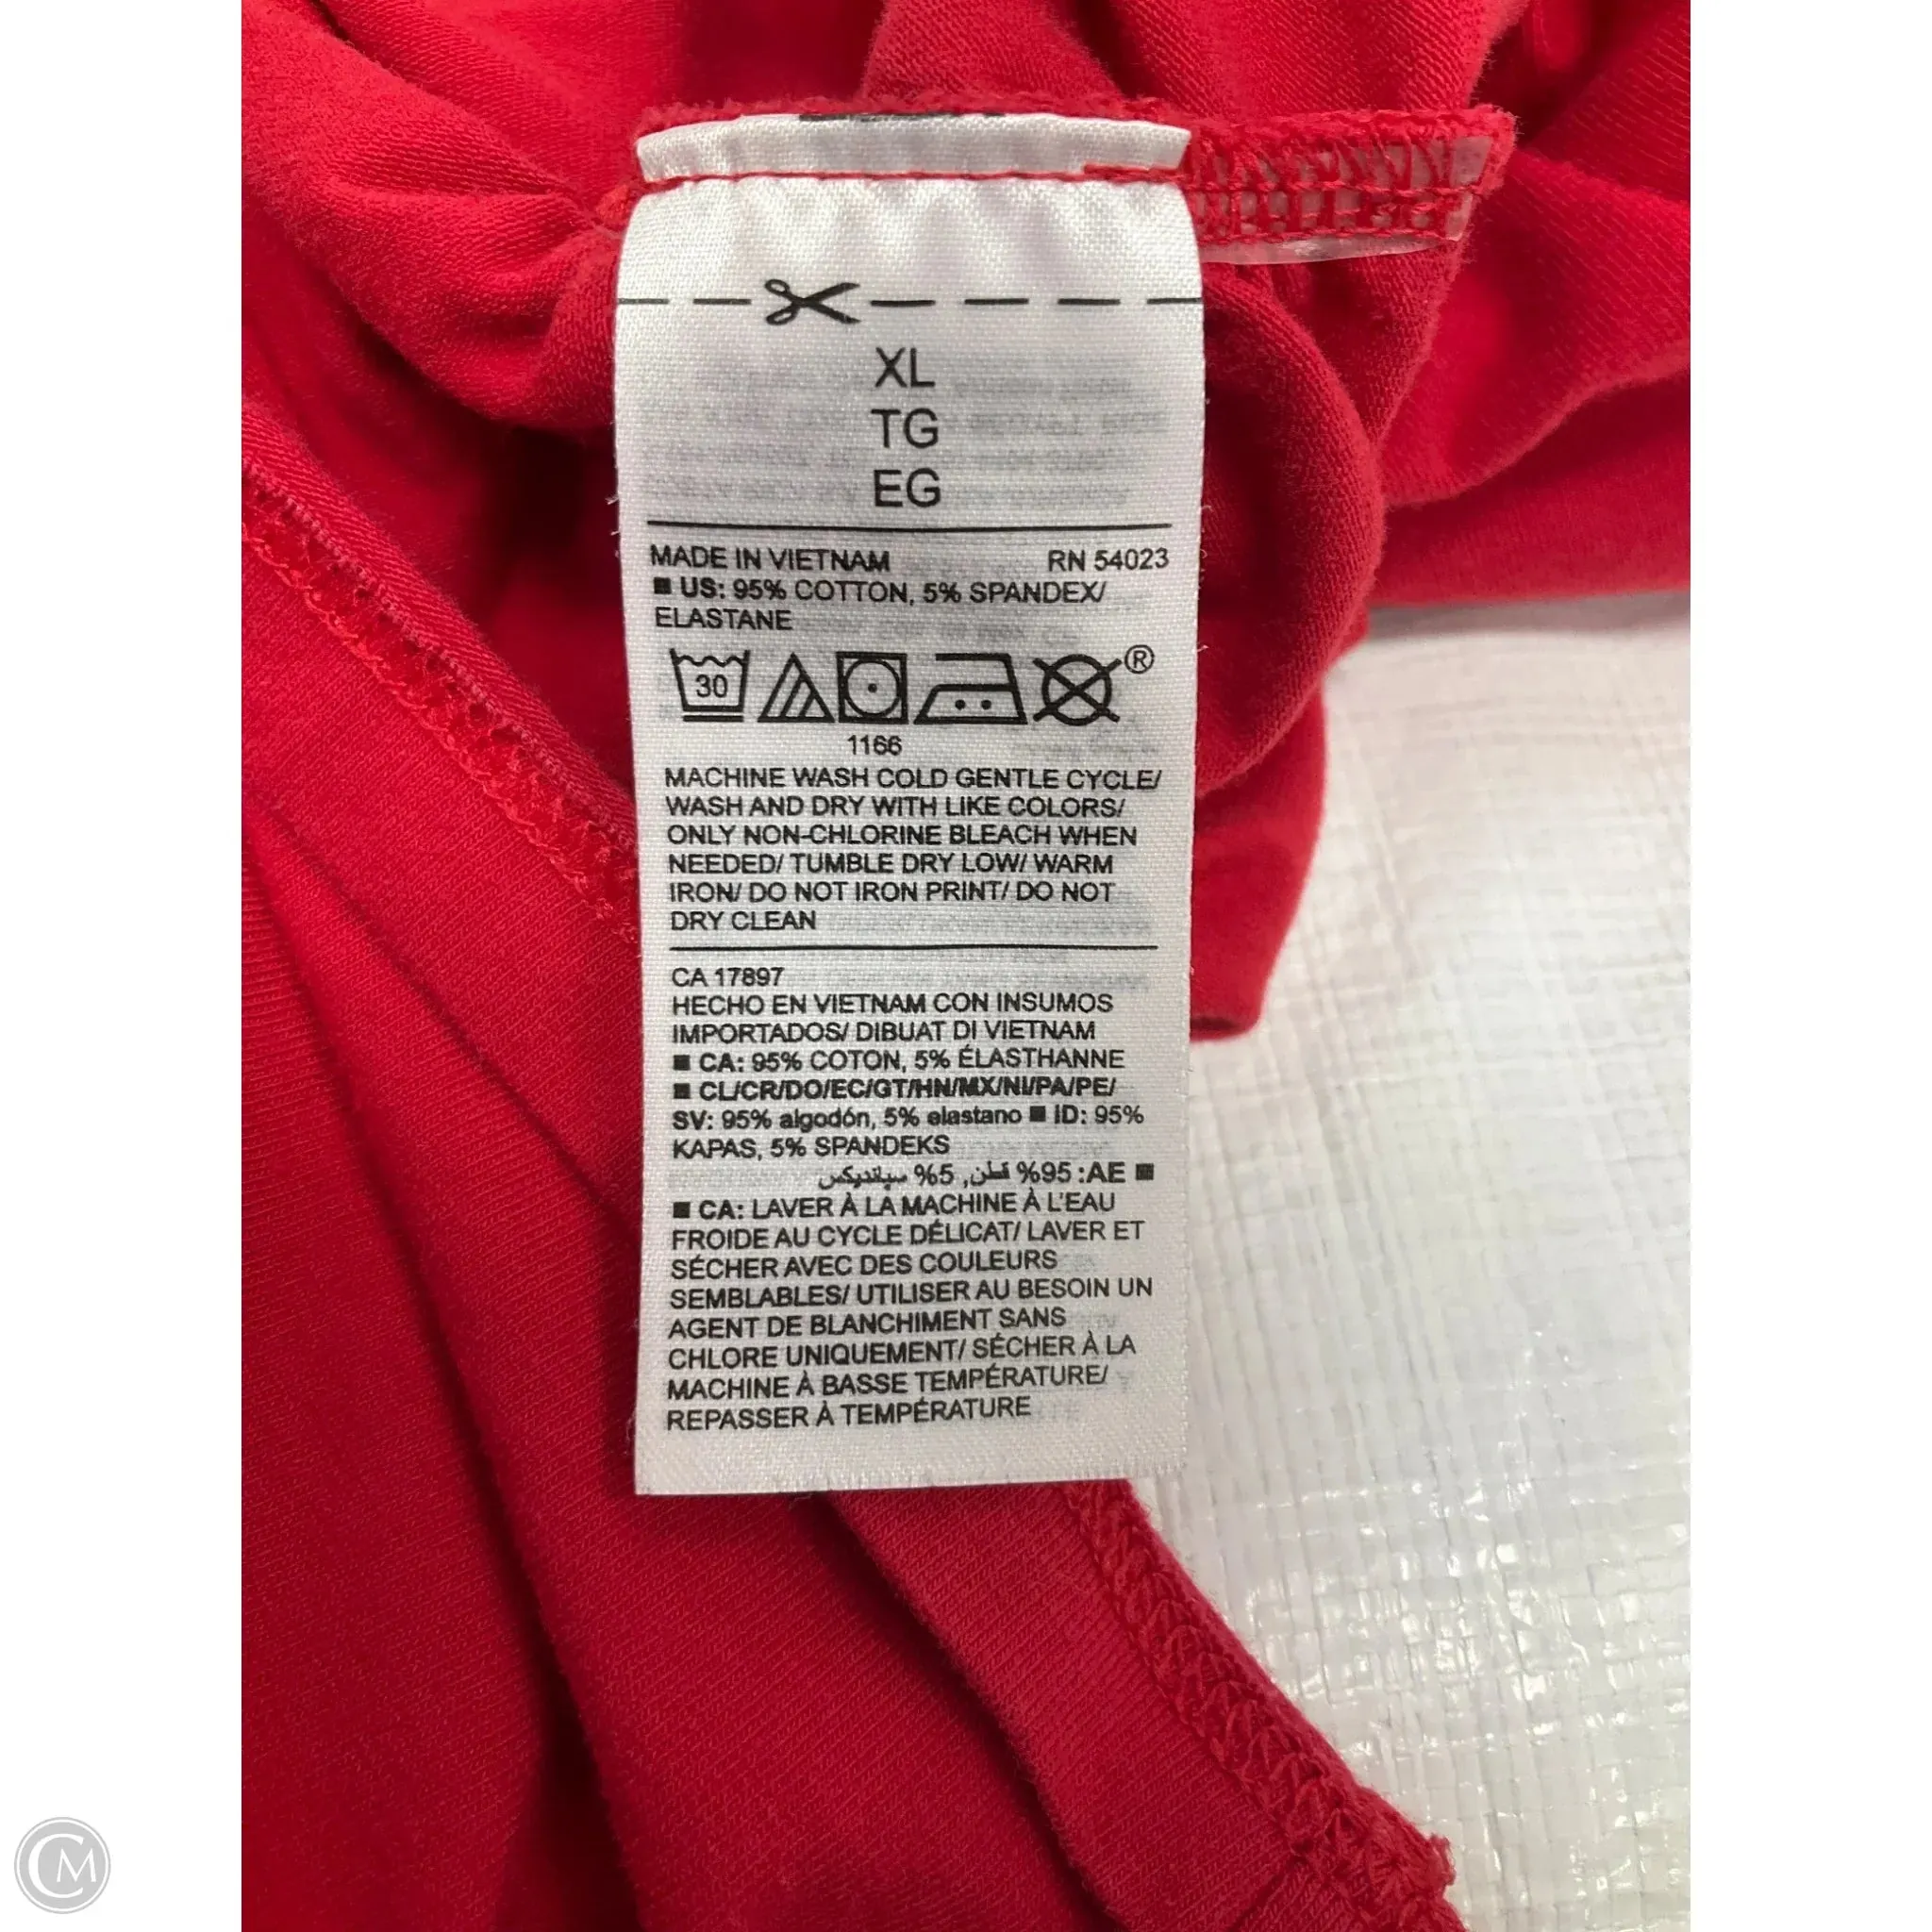 XL
TG
EG
MADE IN VIETNAM RN 54023
■ US: 95% COTTON, 5% SPANDEX/
ELASTANE
30 ®
1166
MACHINE WASH COLD GENTLE CYCLE/
WASH AND DRY WITH LIKE COLORS/
ONLY NON-CHLORINE BLEACH WHEN
NEEDED/ TUMBLE DRY LOW/ WARM
IRON/ DO NOT IRON PRINT/ DO NOT
DRY CLEAN
CA 17897
HECHO EN VIETNAM CON INSUMOS
IMPORTADOS/ DIBUAT DI VIETNAM
■ CA: 95% COTON, 5% ÉLASTHANNE
■ CL/CR/DO/EC/GT/HN/MX/NI/PA/PE/
SV: 95% algodón, 5% elastano ■ ID: 95%
KAPAS, 5% SPANDEKS
■ AE: 95% قطن, 5% سباندیكس
■ CA: LAVER À LA MACHINE À L'EAU
FROIDE AU CYCLE DÉLICAT/ LAVER ET
SÉCHER AVEC DES COULEURS
SEMBLABLES/ UTILISER AU BESOIN UN
AGENT DE BLANCHIMENT SANS
CHLORE UNIQUEMENT/ SÉCHER À LA
MACHINE À BASSE TEMPÉRATURE/
REPASSER À TEMPÉRATURE
CM